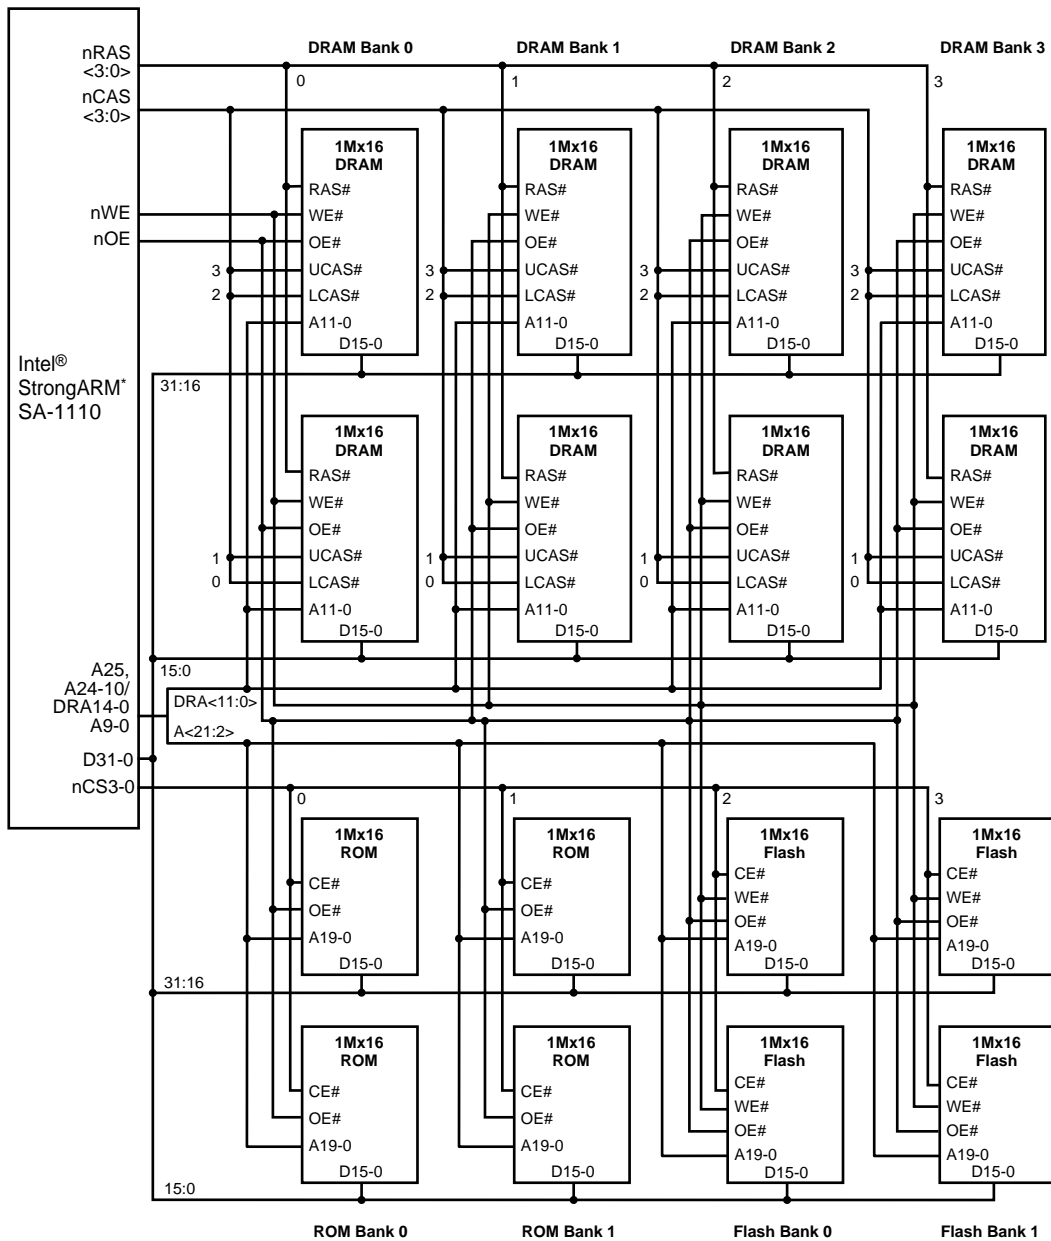 DRAM Bank 0 DRAM Bank 1 DRAM Bank 2 DRAM Bank 3
nRAS
<3:0>
0 1 2 3
nCAS
<3:0>
1Mx16 1Mx16 1Mx16 1Mx16
DRAM DRAM DRAM DRAM
RAS# RAS# RAS# RAS#
nWE WE# WE# WE# WE#
nOE OE# OE# OE# OE#
3 UCAS# 3 UCAS# 3 UCAS# 3 UCAS#
2 LCAS# 2 LCAS# 2 LCAS# 2 LCAS#
A11-0 A11-0 A11-0 A11-0
D15-0 D15-0 D15-0 D15-0
Intel®
StrongARM*
SA-1110
31:16
1Mx16 1Mx16 1Mx16 1Mx16
DRAM DRAM DRAM DRAM
RAS# RAS# RAS# RAS#
WE# WE# WE# WE#
OE# OE# OE# OE#
1 UCAS# 1 UCAS# 1 UCAS# 1 UCAS#
0 LCAS# 0 LCAS# 0 LCAS# 0 LCAS#
A11-0 A11-0 A11-0 A11-0
D15-0 D15-0 D15-0 D15-0
15:0
A25,
A24-10/
DRA14-0
A9-0
DRA<11:0>
A<21:2>
D31-0
nCS3-0
0 1 2 3
1Mx16 1Mx16 1Mx16 1Mx16
ROM ROM Flash Flash
CE# CE# CE# CE#
WE# WE#
OE# OE# OE# OE#
A19-0 A19-0 A19-0 A19-0
D15-0 D15-0 D15-0 D15-0
31:16
1Mx16 1Mx16 1Mx16 1Mx16
ROM ROM Flash Flash
CE# CE# CE# CE#
WE# WE#
OE# OE# OE# OE#
A19-0 A19-0 A19-0 A19-0
D15-0 D15-0 D15-0 D15-0
15:0
ROM Bank 0 ROM Bank 1 Flash Bank 0 Flash Bank 1